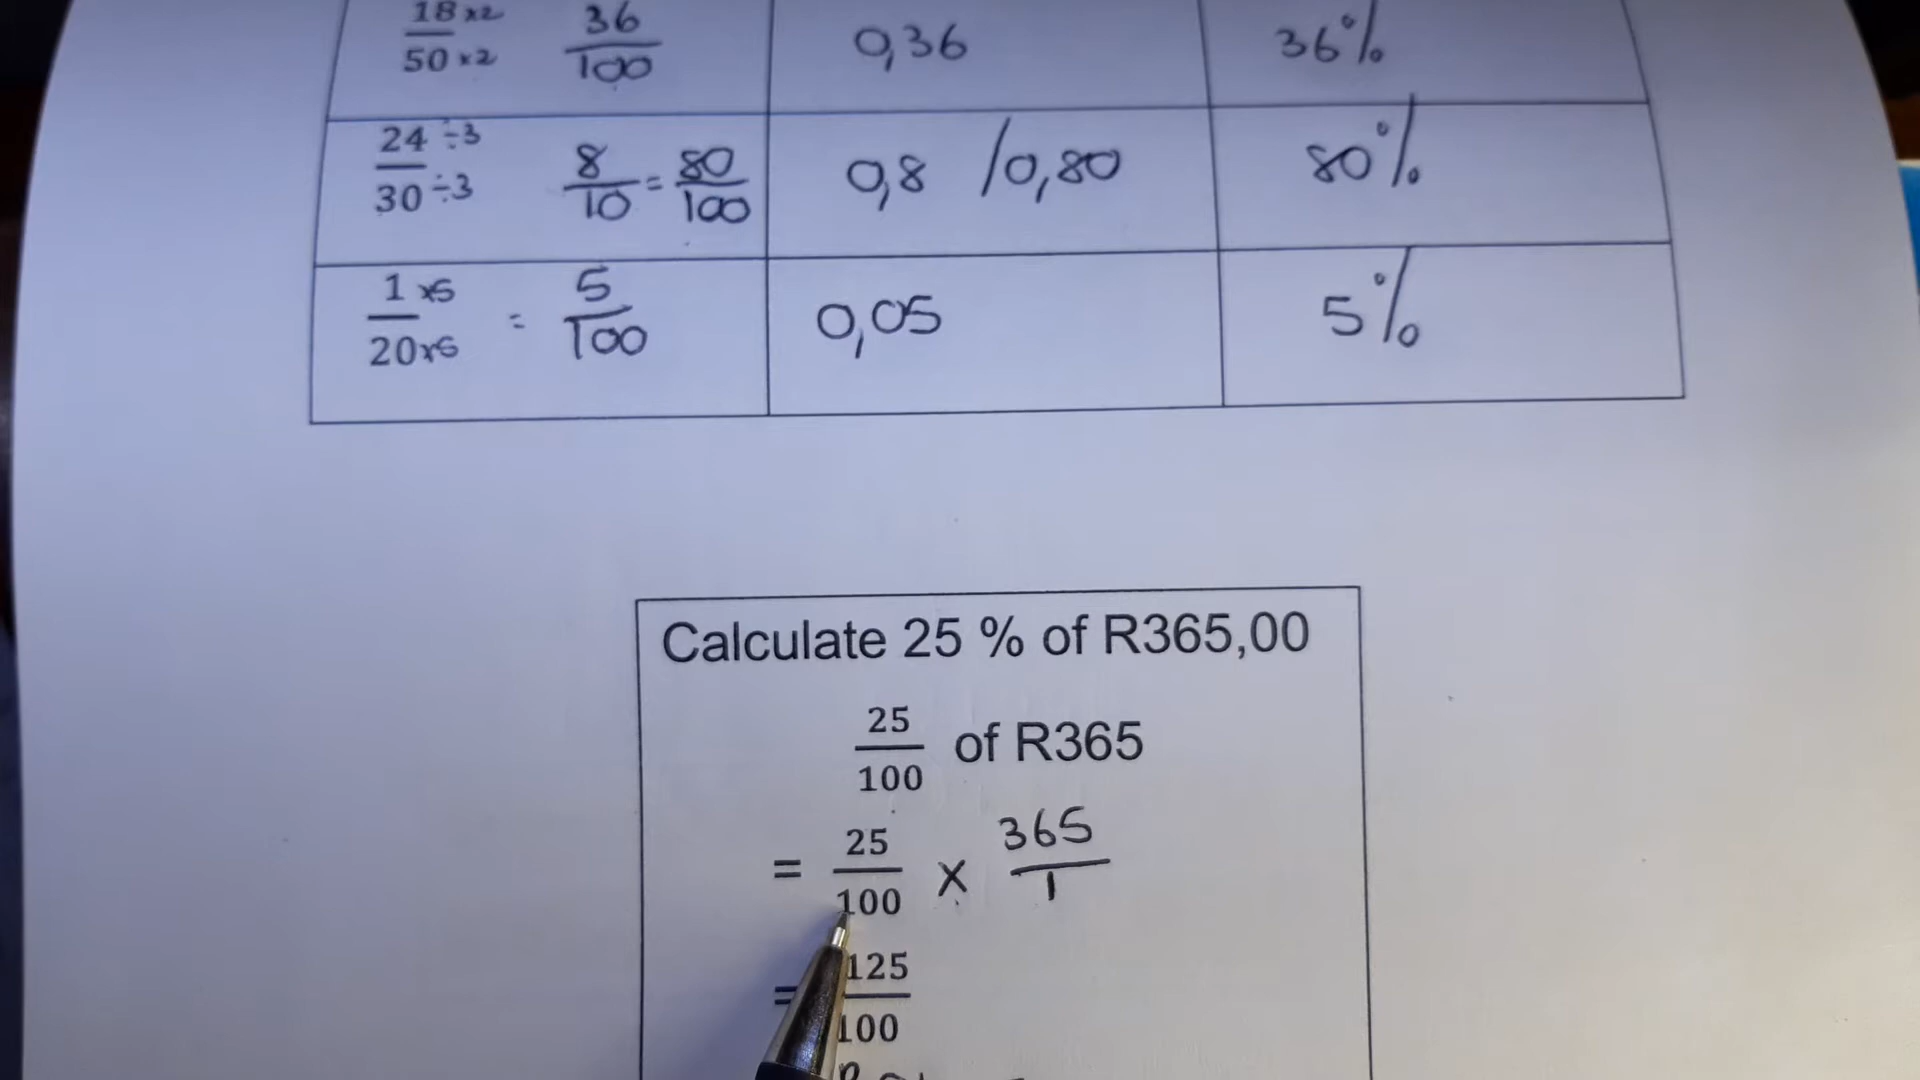 18 ×2 / 50 ×2  36/100  0,36  36%
24 ÷3 / 30 ÷3  8/10 = 80/100  0,8 / 0,80  80%
1 ×5 / 20 ×5 = 5/100  0,05  5%
Calculate 25 % of R365,00
25/100 of R365
= 25/100 × 365/1
= 125/100